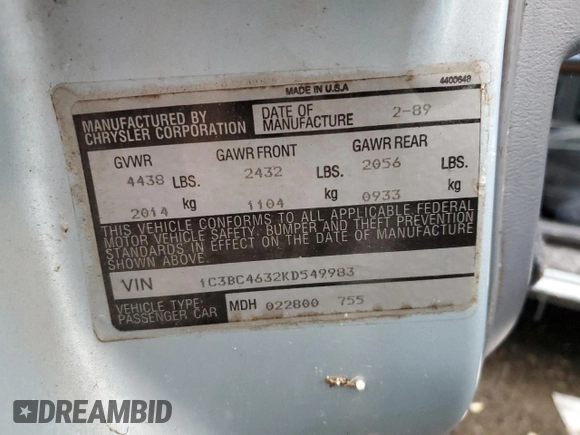 MADE IN U.S.A 4400648
MANUFACTURED BY
CHRYSLER CORPORATION
DATE OF
MANUFACTURE 2-89
GVWR GAWR FRONT GAWR REAR
4438 LBS. 2432 LBS. 2056 LBS.
2014 kg 1104 kg 0933 kg
THIS VEHICLE CONFORMS TO ALL APPLICABLE FEDERAL
MOTOR VEHICLE SAFETY, BUMPER AND THEFT PREVENTION
STANDARDS IN EFFECT ON THE DATE OF MANUFACTURE
SHOWN ABOVE.
VIN 1C3BC4632KD549983
VEHICLE TYPE:
PASSENGER CAR
MDH 022800 755
DREAMBID